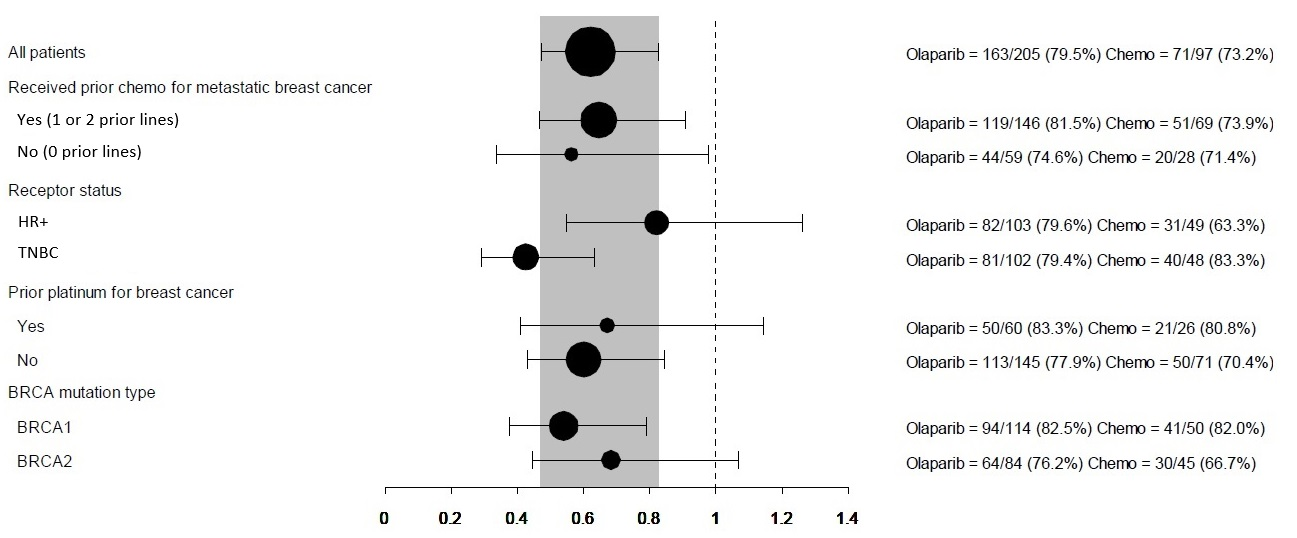 All patients Olaparib = 163/205 (79.5%) Chemo = 71/97 (73.2%)
Received prior chemo for metastatic breast cancer
Yes (1 or 2 prior lines) Olaparib = 119/146 (81.5%) Chemo = 51/69 (73.9%)
No (0 prior lines) Olaparib = 44/59 (74.6%) Chemo = 20/28 (71.4%)
Receptor status
HR+ Olaparib = 82/103 (79.6%) Chemo = 31/49 (63.3%)
TNBC Olaparib = 81/102 (79.4%) Chemo = 40/48 (83.3%)
Prior platinum for breast cancer
Yes Olaparib = 50/60 (83.3%) Chemo = 21/26 (80.8%)
No Olaparib = 113/145 (77.9%) Chemo = 50/71 (70.4%)
BRCA mutation type
BRCA1 Olaparib = 94/114 (82.5%) Chemo = 41/50 (82.0%)
BRCA2 Olaparib = 64/84 (76.2%) Chemo = 30/45 (66.7%)
0 0.2 0.4 0.6 0.8 1 1.2 1.4